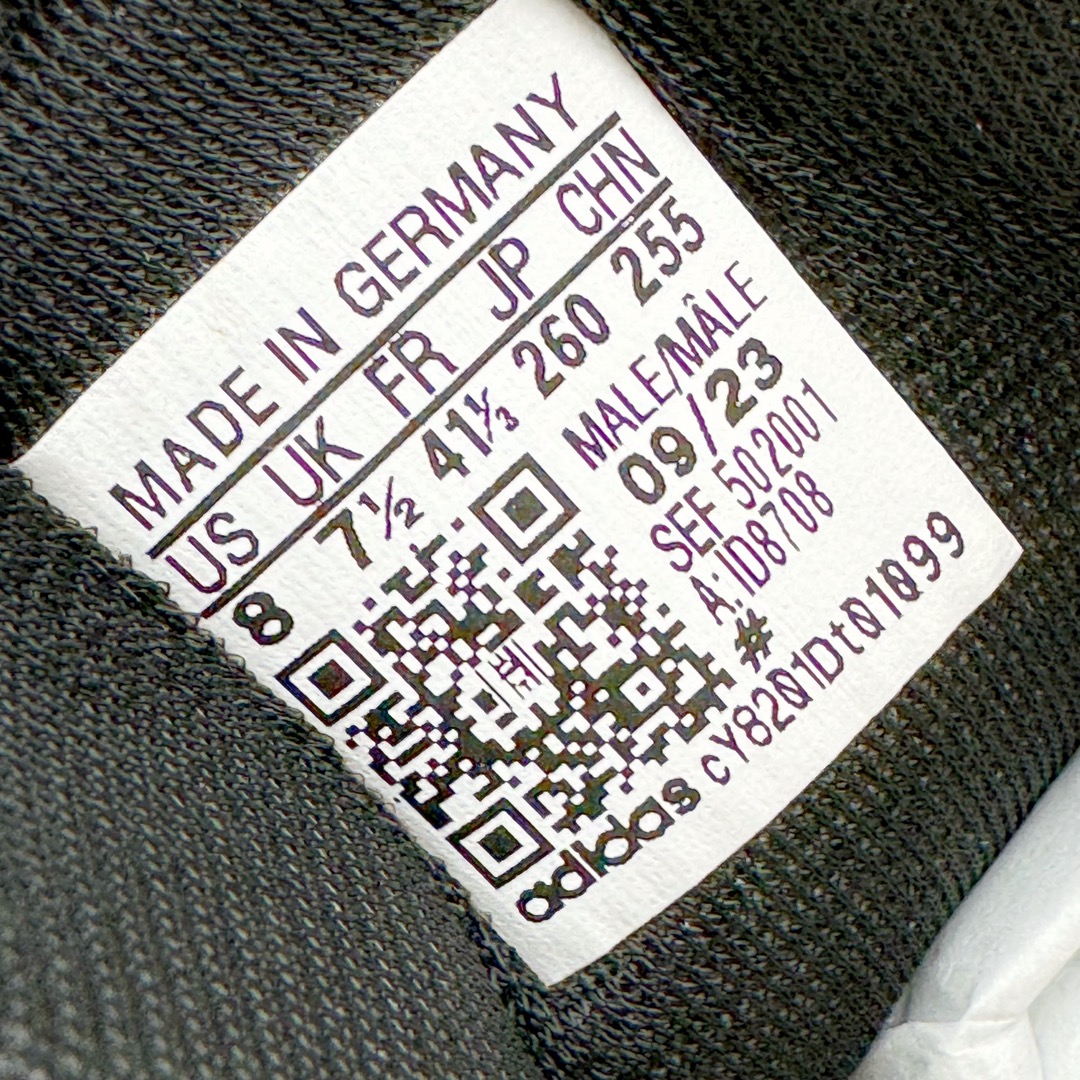 MADE IN GERMANY
US UK FR JP CHN
8 7½ 41⅓ 260 255
MALE/MÂLE
09/23
SEF 502001
A: ID8708
#
adidas cY8201Dt01099